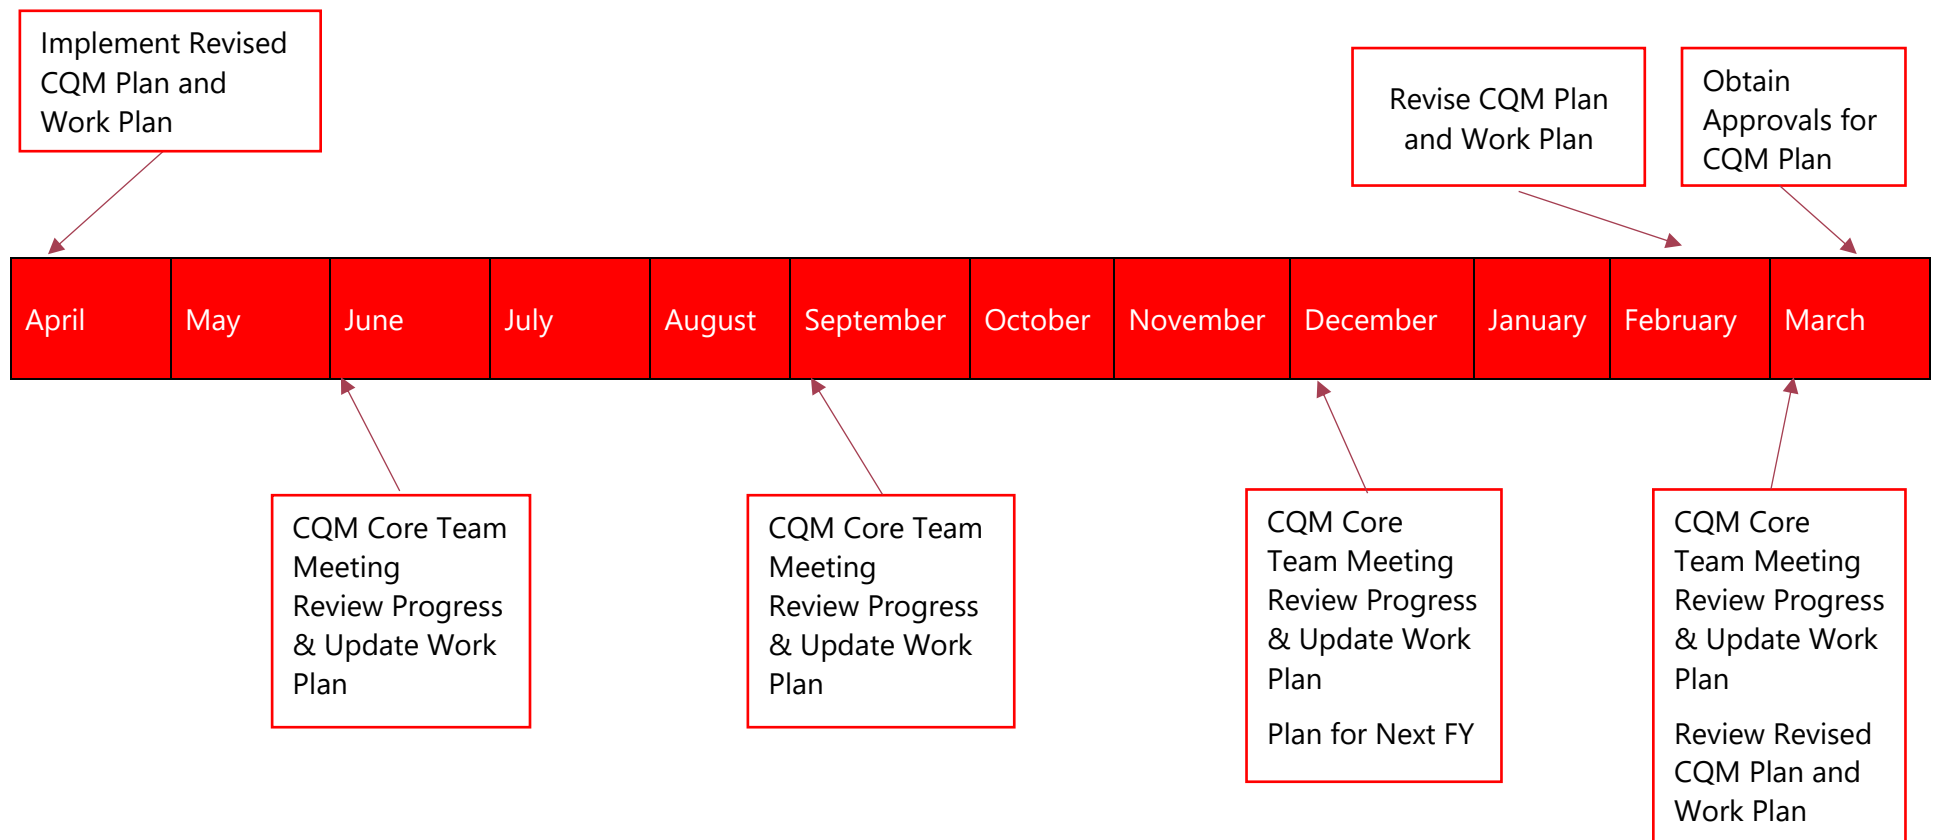 Implement Revised
CQM Plan and
Work Plan
Revise CQM Plan
and Work Plan
Obtain
Approvals for
CQM Plan
April
May
June
July
August
September
October
November
December
January
February
March
CQM Core Team
Meeting
Review Progress
& Update Work
Plan
CQM Core Team
Meeting
Review Progress
& Update Work
Plan
CQM Core
Team Meeting
Review Progress
& Update Work
Plan
Plan for Next FY
CQM Core
Team Meeting
Review Progress
& Update Work
Plan
Review Revised
CQM Plan and
Work Plan